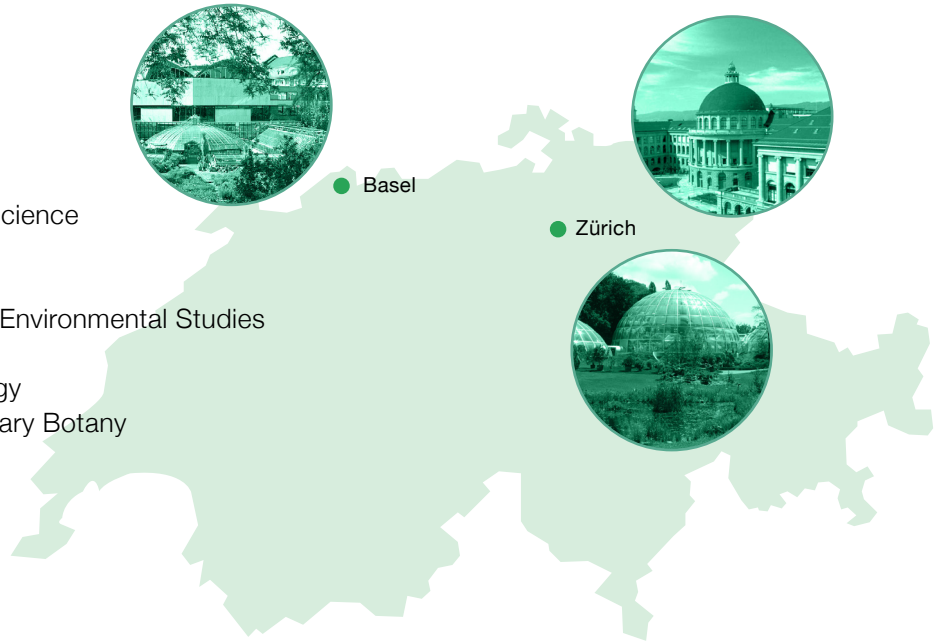 Basel
cience
Zürich
Environmental Studies
gy
ary Botany